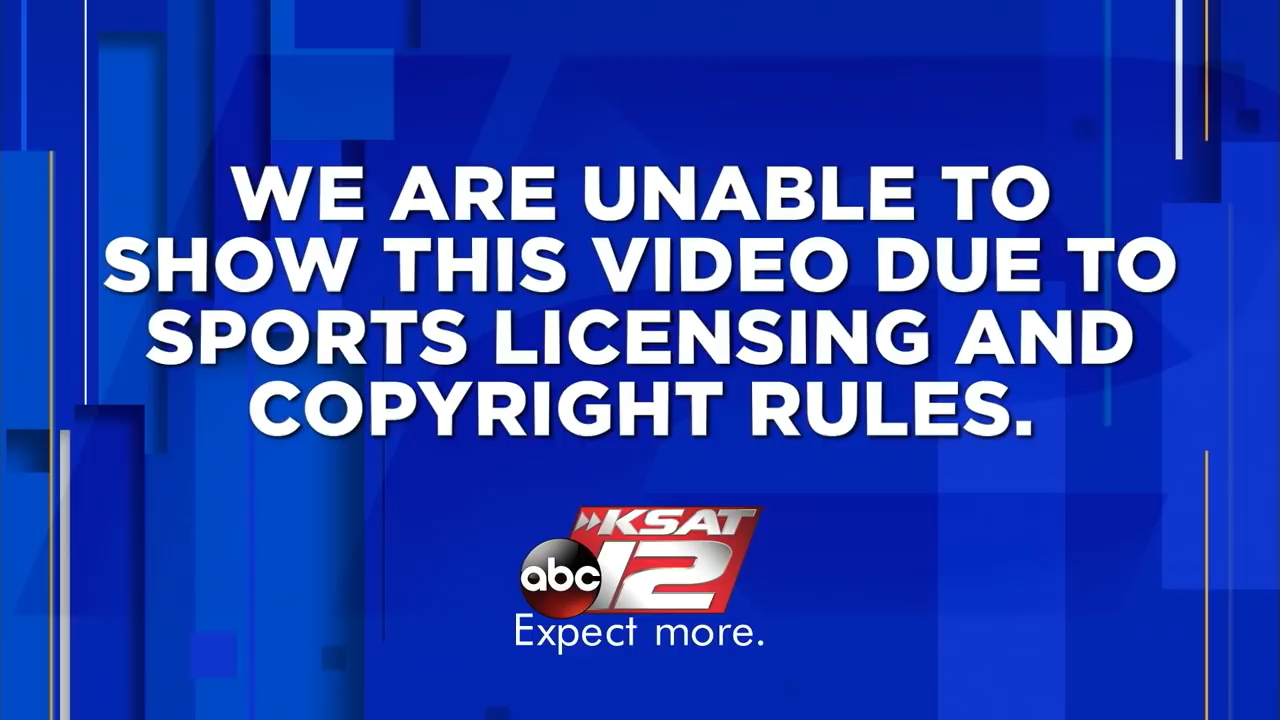 WE ARE UNABLE TO
SHOW THIS VIDEO DUE TO
SPORTS LICENSING AND
COPYRIGHT RULES.
KSAT
abc 12
Expect more.